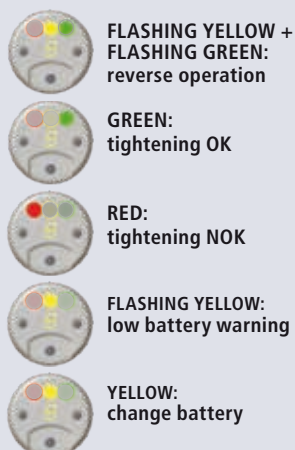 FLASHING YELLOW +
FLASHING GREEN:
reverse operation
GREEN:
tightening OK
RED:
tightening NOK
FLASHING YELLOW:
low battery warning
YELLOW:
change battery